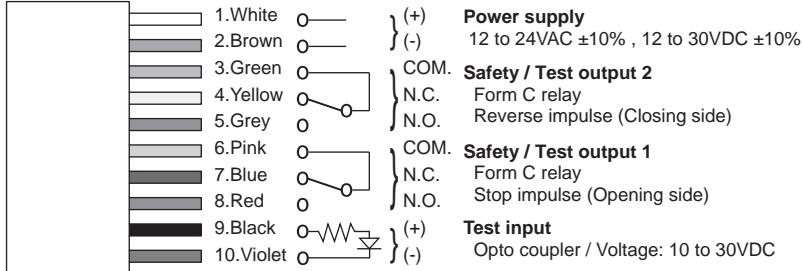 1.White (+) Power supply
2.Brown (-) 12 to 24VAC ±10% , 12 to 30VDC ±10%
3.Green COM. Safety / Test output 2
4.Yellow N.C. Form C relay
5.Grey N.O. Reverse impulse (Closing side)
6.Pink COM. Safety / Test output 1
7.Blue N.C. Form C relay
8.Red N.O. Stop impulse (Opening side)
9.Black (+) Test input
10.Violet (-) Opto coupler / Voltage: 10 to 30VDC